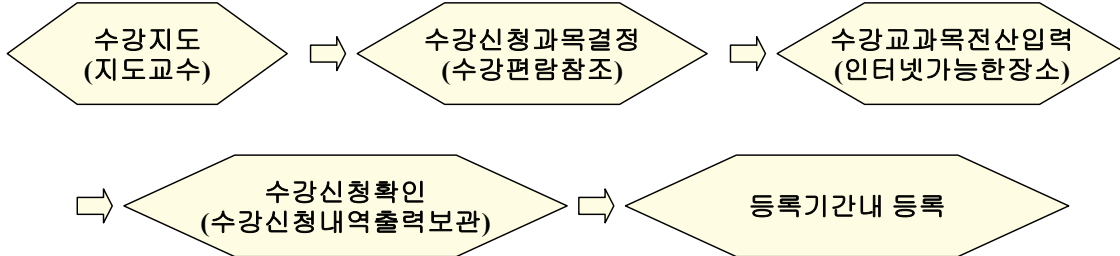 수강지도
(지도교수)
수강신청과목결정
(수강편람참조)
수강교과목전산입력
(인터넷가능한장소)
수강신청확인
(수강신청내역출력보관)
등록기간내 등록